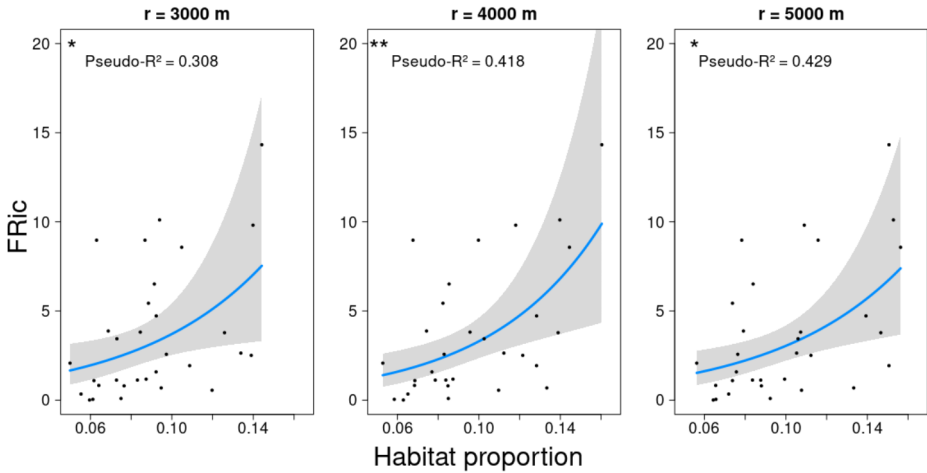 r = 3000 m r = 4000 m r = 5000 m
* ** *
Pseudo-R² = 0.308 Pseudo-R² = 0.418 Pseudo-R² = 0.429
20 20 20
15 15 15
10 10 10
5 5 5
0 0 0
FRic
0.06 0.10 0.14 0.06 0.10 0.14 0.06 0.10 0.14
Habitat proportion